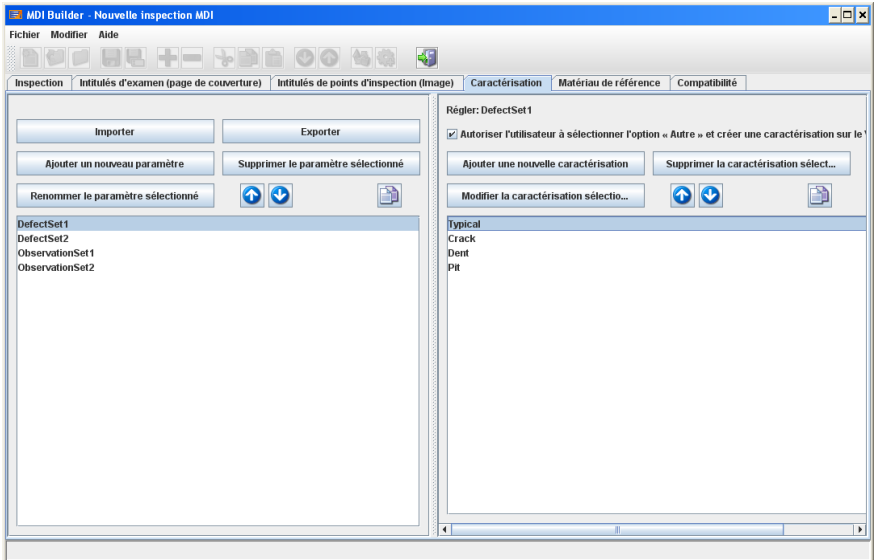 MDI Builder - Nouvelle inspection MDI
Fichier Modifier Aide
Inspection Intitulés d'examen (page de couverture) Intitulés de points d'inspection (Image) Caractérisation Matériau de référence Compatibilité
Importer Exporter
Ajouter un nouveau paramètre Supprimer le paramètre sélectionné
Renommer le paramètre sélectionné
DefectSet1
DefectSet2
ObservationSet1
ObservationSet2
Régler: DefectSet1
Autoriser l'utilisateur à sélectionner l'option « Autre » et créer une caractérisation sur le
Ajouter une nouvelle caractérisation Supprimer la caractérisation sélect...
Modifier la caractérisation sélectio...
Typical
Crack
Dent
Pit